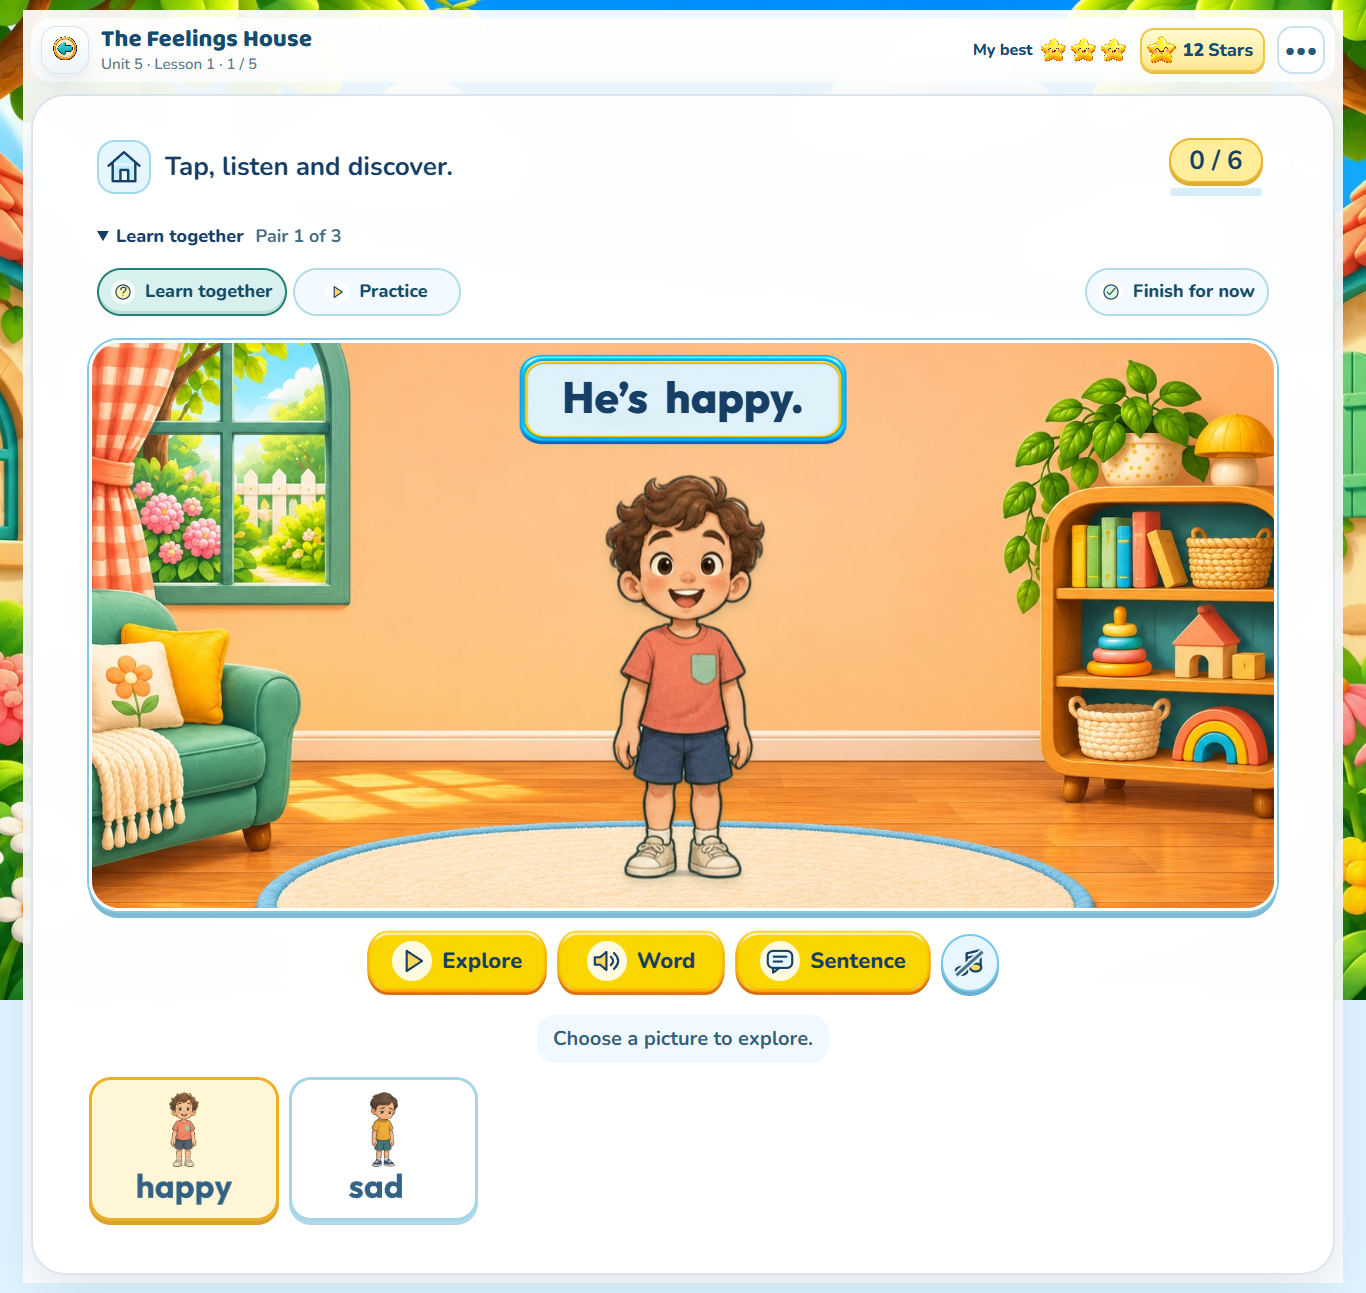 The Feelings House
Unit 5 · Lesson 1 · 1 / 5
My best
12 Stars
Tap, listen and discover.
0 / 6
Learn together Pair 1 of 3
Learn together
Practice
Finish for now
He's happy.
Explore
Word
Sentence
Choose a picture to explore.
happy
sad